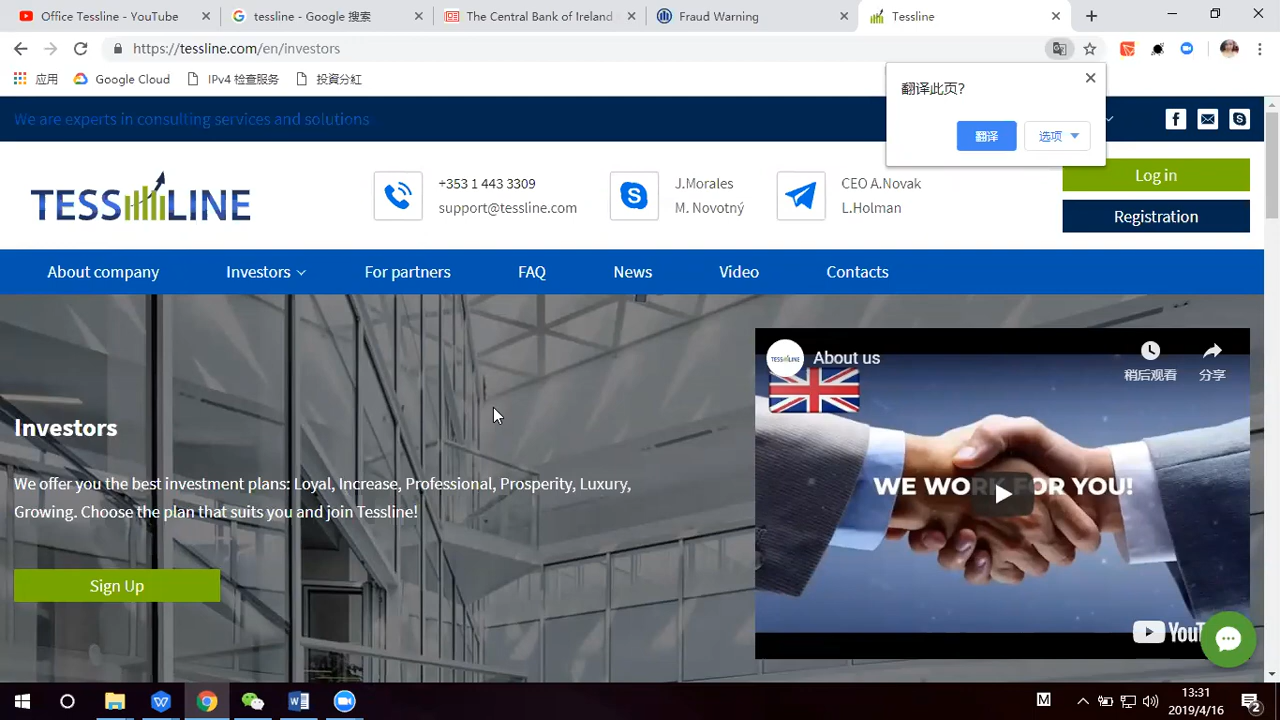 Office Tessline - YouTube
tessline - Google 搜索
The Central Bank of Ireland
Fraud Warning
Tessline
https://tessline.com/en/investors
应用
Google Cloud
IPv4 检查服务
投資分紅
翻译此页?
翻译
选项
We are experts in consulting services and solutions
TESSLINE
+353 1 443 3309
support@tessline.com
J.Morales
M. Novotný
CEO A.Novak
L.Holman
Log in
Registration
About company
Investors
For partners
FAQ
News
Video
Contacts
TESSLINE
About us
稍后观看
分享
WE WORK FOR YOU!
Investors
We offer you the best investment plans: Loyal, Increase, Professional, Prosperity, Luxury,
Growing. Choose the plan that suits you and join Tessline!
Sign Up
M
13:31
2019/4/16
2